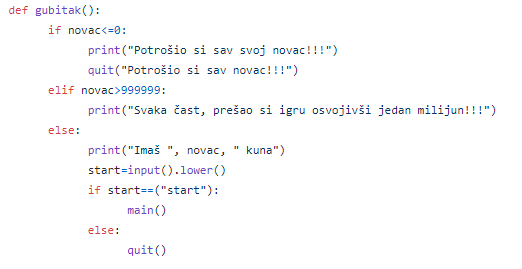 def gubitak():
if novac<=0:
print("Potrošio si sav svoj novac!!!")
quit("Potrošio si sav novac!!!")
elif novac>999999:
print("Svaka čast, prešao si igru osvojivši jedan milijun!!!")
else:
print("Imaš ", novac, " kuna")
start=input().lower()
if start==("start"):
main()
else:
quit()